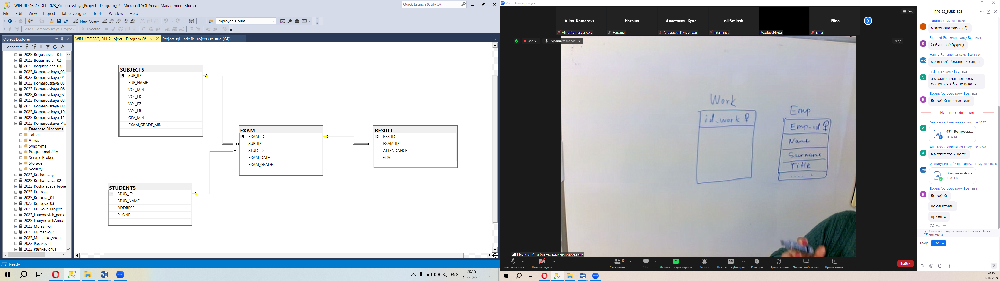 WIN-JIDD35QLDLL.2023_Komarovskaya_Project - Diagram_0* - Microsoft SQL Server Management Studio
Quick Launch (Ctrl+Q)
File Edit View Project Table Designer Tools Window Help
New Query
Employee_Count
2023_Komarovskaya_Projec
Execute
Object Explorer
Connect
2023_Bogushevich_01
2023_Bogushevich_02
2023_Bogushevich_03
2023_Komarovskaya_03
2023_Komarovskaya_04
2023_Komarovskaya_05
2023_Komarovskaya_06
2023_Komarovskaya_07
2023_Komarovskaya_08
2023_Komarovskaya_09
2023_Komarovskaya_10
2023_Komarovskaya_11
2023_Komarovskaya_Pro
Database Diagrams
Tables
Views
Synonyms
Programmability
Service Broker
Storage
Security
2023_Kucharavaya
2023_Kucharavaya_02
2023_Kucharavaya_Proje
2023_Kulikova
2023_Kulikova_01
2023_Kulikova_03
2023_Kulikova_Project
2023_Laurynovich_perso
2023_LaurynovichAnna
2023_Murashko
2023_Murashko_2
2023_Murashko_sport
2023_Pashkevich
2023_Pashkevich01
WIN-JIDD35QLDLL.2...oject - Diagram_0*
Project.sql - sdo.ib...roject (sqlstud (64))
SUBJECTS
SUB_ID
SUB_NAME
VOL_MIN
VOL_LK
VOL_PZ
VOL_LR
GPA_MIN
EXAM_GRADE_MIN
STUDENTS
STUD_ID
STUD_NAME
ADDRESS
PHONE
EXAM
EXAM_ID
SUB_ID
STUD_ID
EXAM_DATE
EXAM_GRADE
RESULT
RES_ID
EXAM_ID
ATTENDANCE
GPA
Ready
ENG
20:15
12.02.2024
Zoom Конференция
Вид
Alina Komarovs...
Наташа
Анастасия Куче...
nik3minsk
Elina
Alina Komarovskaya
Наташа
Анастасия Кучерявая
nik3minsk
PozdeevNikita
Elina
Запись
Удалить закрепление
Вход
Work
id_work
Emp
Emp-id
Name
Surname
Title
.....
Институт ИТ и бизнес администрирования
Включить звук
Начать видео
15
Участники
Чат
Демонстрация экрана
Запись
CC
Показать субтитры
Реакции
Приложения
Доски сообщений
Примечания
Выйти
PP2-22_SUBD-305
Наташа кому Все 18:20
может она забыла?)
Виталий Ясюкевич кому Все 18:21
Сейчас всё будет!)
Hanna Ramanenka кому Все 18:24
меня нет) Романенко анна
nik3minsk кому Все 18:26
а можно в чат вопросы
скинуть, чтобы не искать
Evgeny Vorobey кому Все 18:26
Воробей не отметили
Новые сообщения
Анастасия Кучерявая кому Все 18:27
47 Вопросы...
13.89 KB
Анастасия Кучерявая кому Все 18:28
а может это и не те
Институт ИТ и бизнес адм... кому Все 18:28
Вопросы.docx
13.89 KB
Evgeny Vorobey кому Все 18:31
Воробей
не отметили
принято
Кто может видеть ваши сообщения? Запись
включена
Кому: Все
20:15
12.02.2024